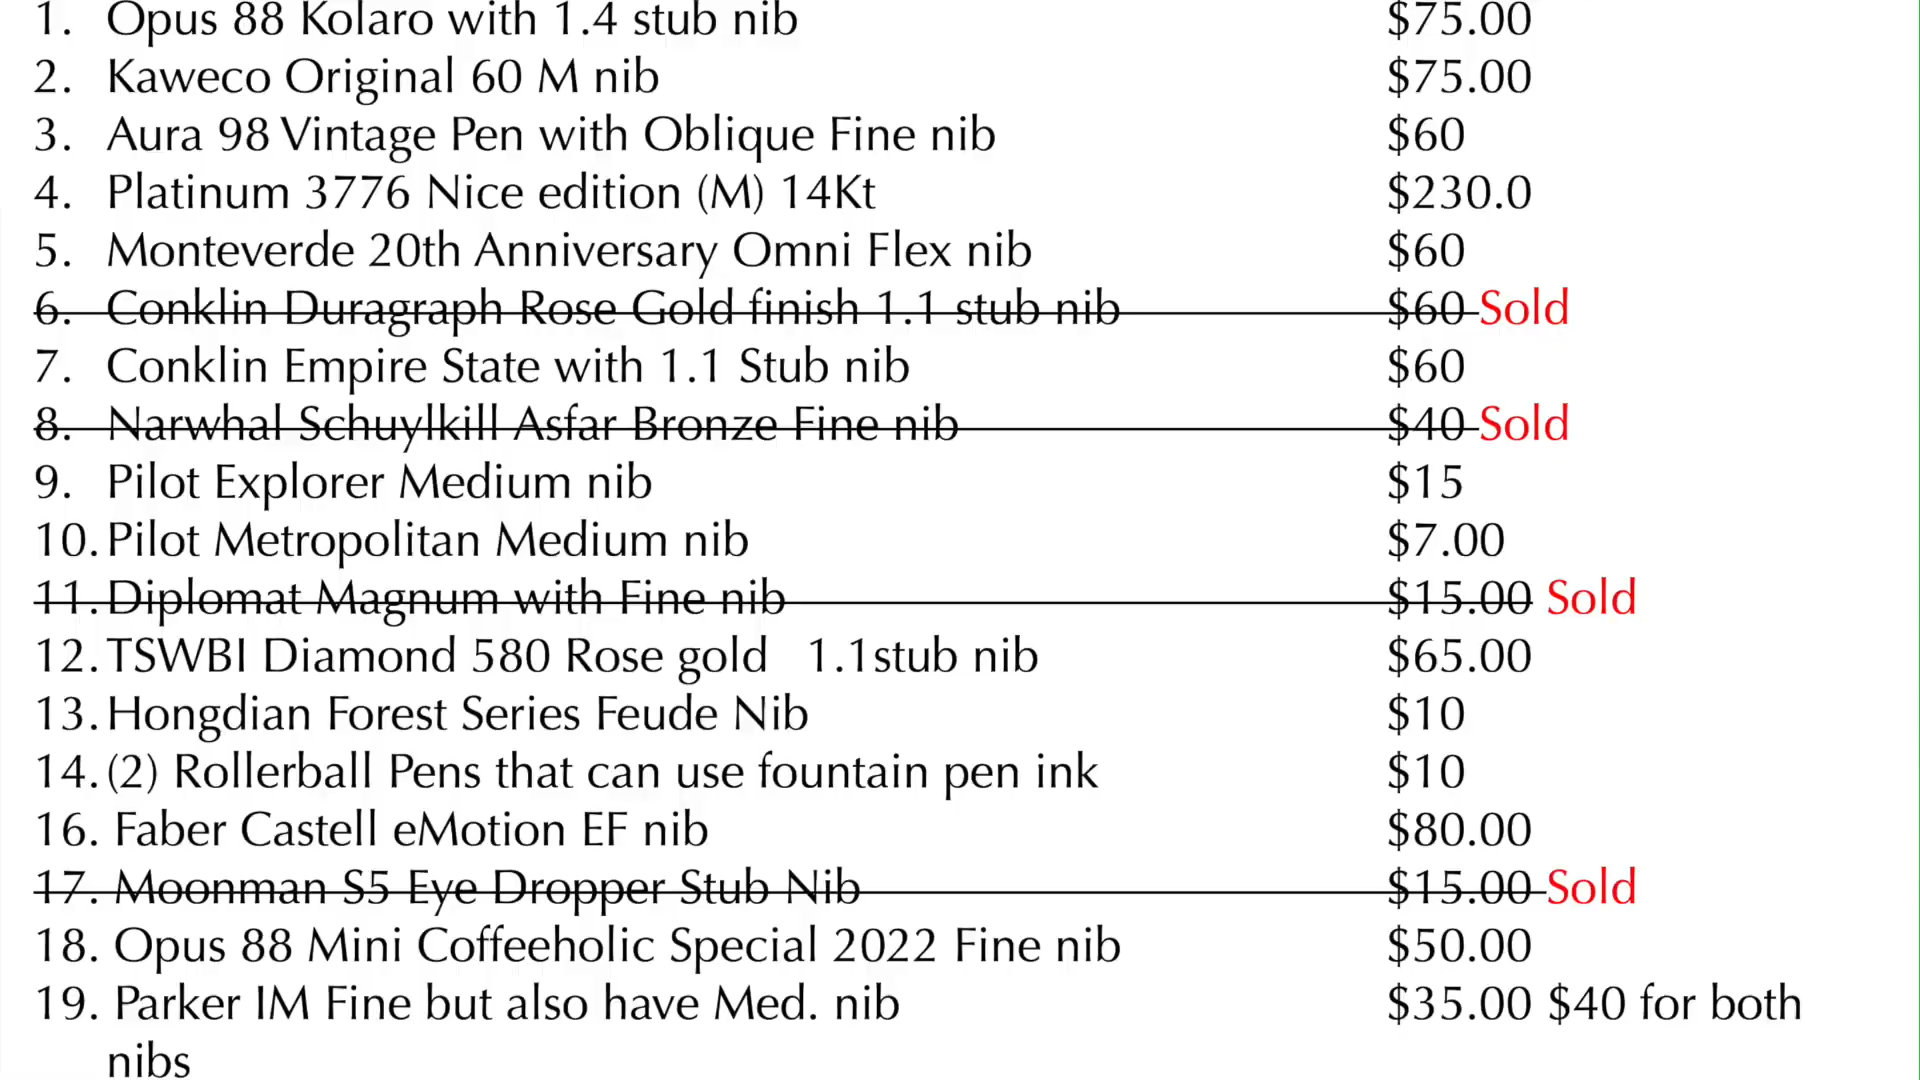 1. Opus 88 Kolaro with 1.4 stub nib $75.00
2. Kaweco Original 60 M nib $75.00
3. Aura 98 Vintage Pen with Oblique Fine nib $60
4. Platinum 3776 Nice edition (M) 14Kt $230.0
5. Monteverde 20th Anniversary Omni Flex nib $60
6. Conklin Duragraph Rose Gold finish 1.1 stub nib $60 Sold
7. Conklin Empire State with 1.1 Stub nib $60
8. Narwhal Schuylkill Asfar Bronze Fine nib $40 Sold
9. Pilot Explorer Medium nib $15
10. Pilot Metropolitan Medium nib $7.00
11. Diplomat Magnum with Fine nib $15.00 Sold
12. TSWBI Diamond 580 Rose gold 1.1stub nib $65.00
13. Hongdian Forest Series Feude Nib $10
14. (2) Rollerball Pens that can use fountain pen ink $10
16. Faber Castell eMotion EF nib $80.00
17. Moonman S5 Eye Dropper Stub Nib $15.00 Sold
18. Opus 88 Mini Coffeeholic Special 2022 Fine nib $50.00
19. Parker IM Fine but also have Med. nib $35.00 $40 for both
nibs